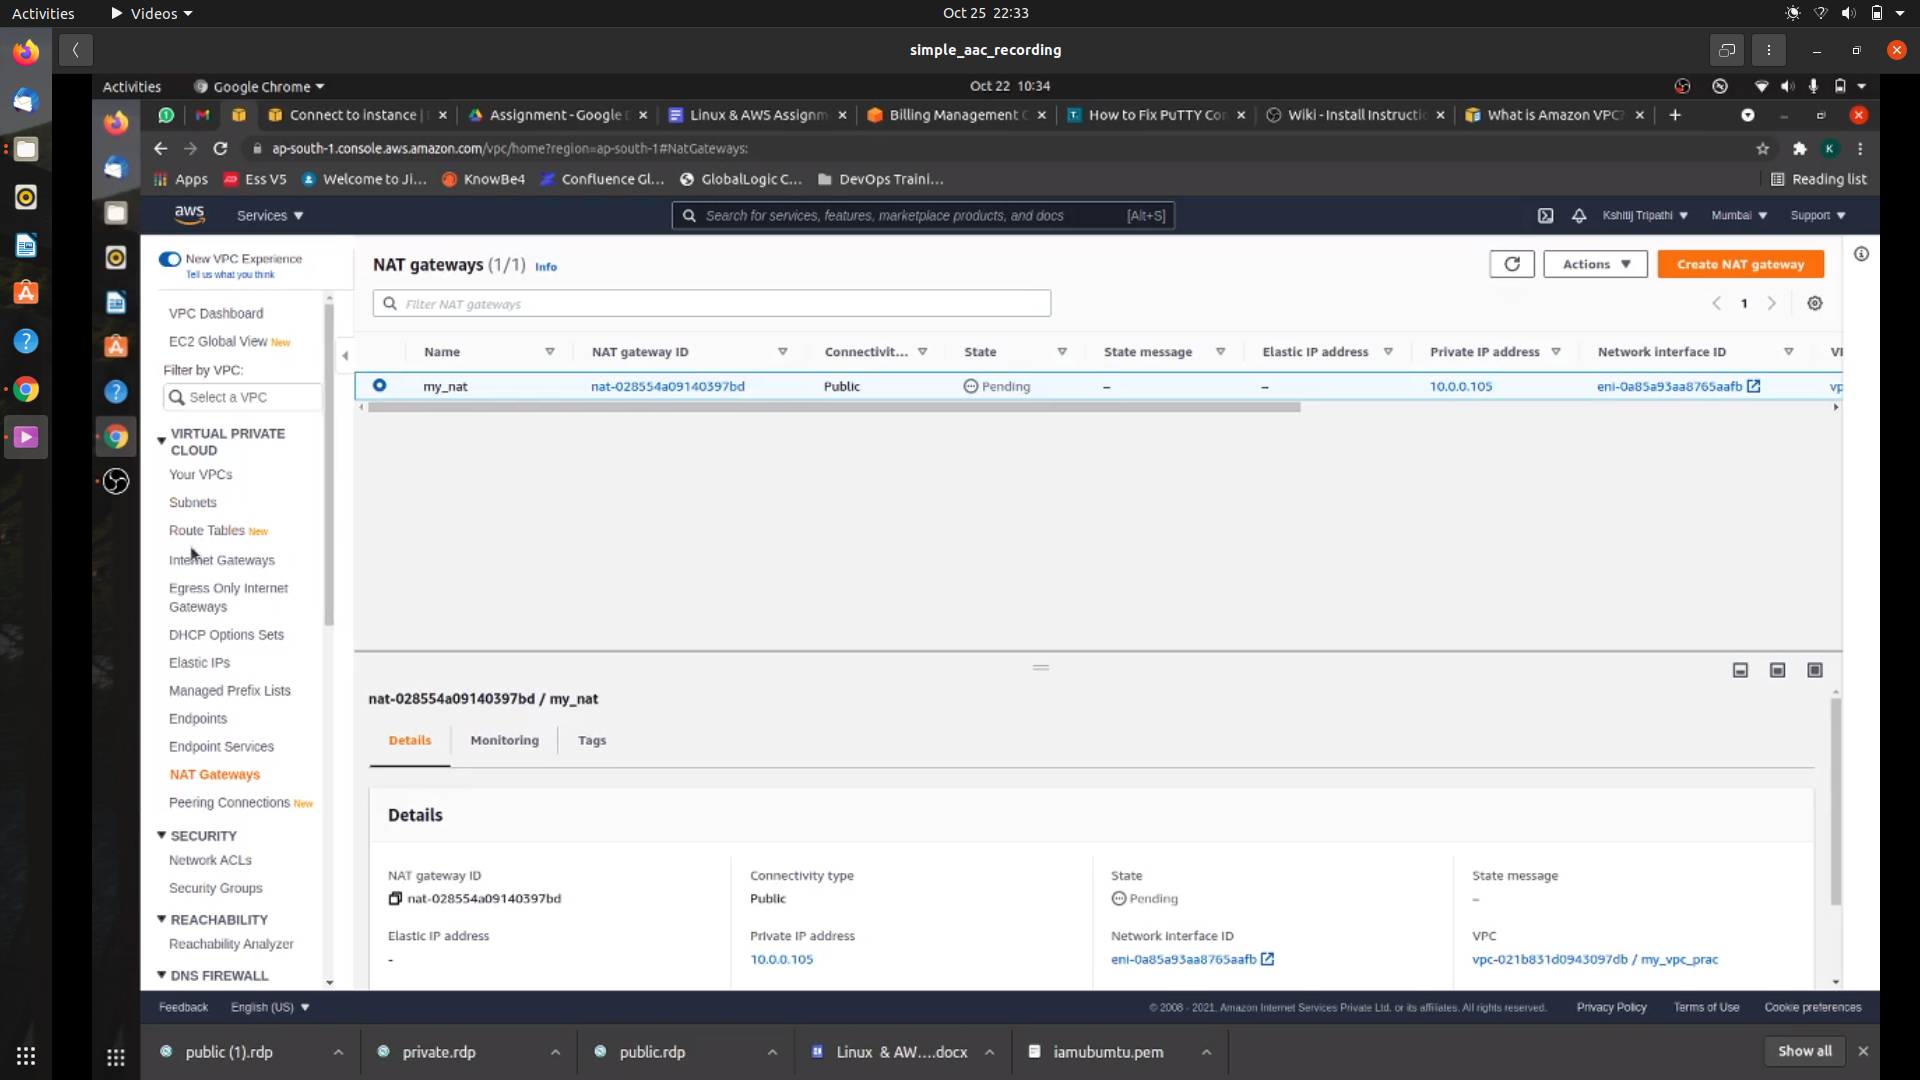 Activities Videos Oct 25 22:33
simple_aac_recording
Activities Google Chrome Oct 22 10:34
Connect to instance | Assignment - Google Linux & AWS Assignm Billing Management C How to Fix PuTTY Con Wiki - Install Instructio What is Amazon VPC?
ap-south-1.console.aws.amazon.com/vpc/home?region=ap-south-1#NatGateways:
Apps Ess V5 Welcome to Ji... KnowBe4 Confluence Gl... GlobalLogic C... DevOps Traini... Reading list
aws Services Search for services, features, marketplace products, and docs [Alt+S] Kshitij Tripathi Mumbai Support
New VPC Experience
Tell us what you think
NAT gateways (1/1) Info Actions Create NAT gateway
Filter NAT gateways 1
VPC Dashboard
EC2 Global View New
Filter by VPC:
Select a VPC
Name NAT gateway ID Connectivit... State State message Elastic IP address Private IP address Network interface ID VI
my_nat nat-028554a09140397bd Public Pending – – 10.0.0.105 eni-0a85a93aa8765aafb vp
VIRTUAL PRIVATE
CLOUD
Your VPCs
Subnets
Route Tables New
Internet Gateways
Egress Only Internet
Gateways
DHCP Options Sets
Elastic IPs
Managed Prefix Lists
Endpoints
Endpoint Services
NAT Gateways
Peering Connections New
SECURITY
Network ACLs
Security Groups
REACHABILITY
Reachability Analyzer
DNS FIREWALL
nat-028554a09140397bd / my_nat
Details Monitoring Tags
Details
NAT gateway ID Connectivity type State State message
nat-028554a09140397bd Public Pending –
Elastic IP address Private IP address Network interface ID VPC
- 10.0.0.105 eni-0a85a93aa8765aafb vpc-021b831d0943097db / my_vpc_prac
Feedback English (US) © 2008 - 2021, Amazon Internet Services Private Ltd. or its affiliates. All rights reserved. Privacy Policy Terms of Use Cookie preferences
public (1).rdp private.rdp public.rdp Linux & AW....docx iamubumtu.pem Show all